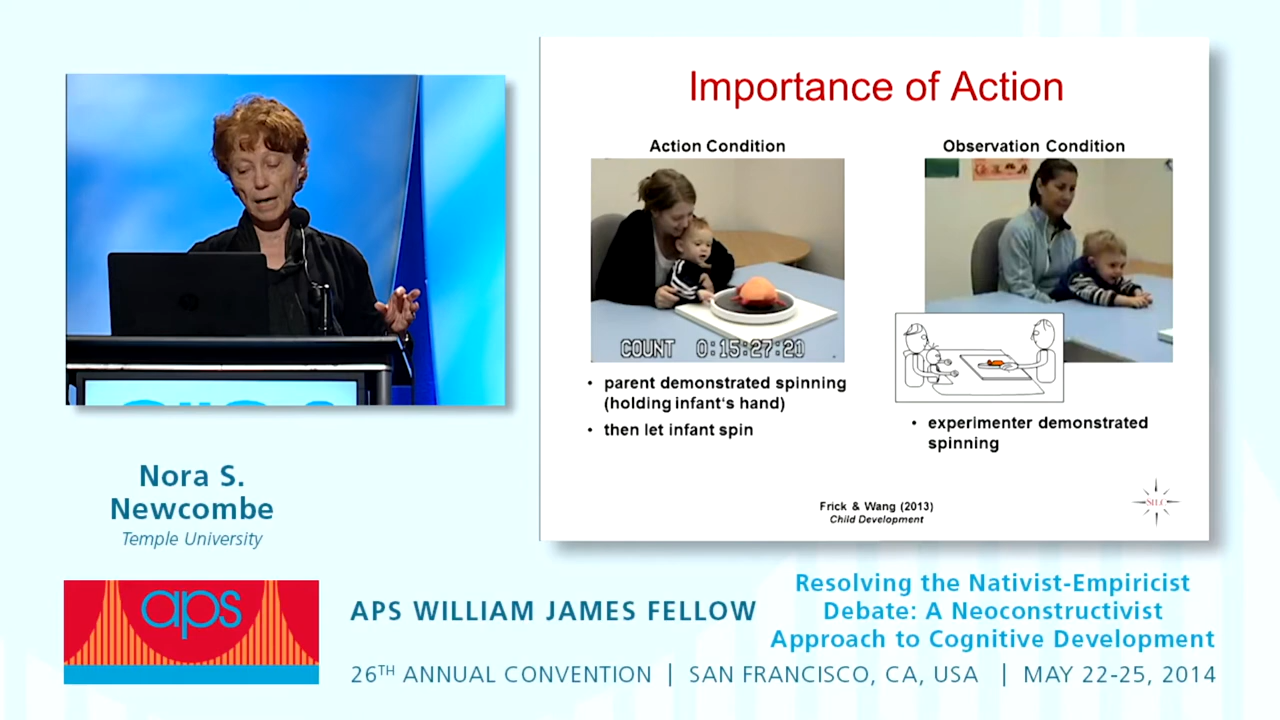 Importance of Action
Action Condition
Observation Condition
COUNT 0:15:27:21
• parent demonstrated spinning
(holding infant's hand)
• then let infant spin
• experimenter demonstrated
spinning
Frick & Wang (2013)
Child Development
SILC
Nora S.
Newcombe
Temple University
aps
APS WILLIAM JAMES FELLOW
Resolving the Nativist-Empiricist
Debate: A Neoconstructivist
Approach to Cognitive Development
26TH ANNUAL CONVENTION | SAN FRANCISCO, CA, USA | MAY 22-25, 2014